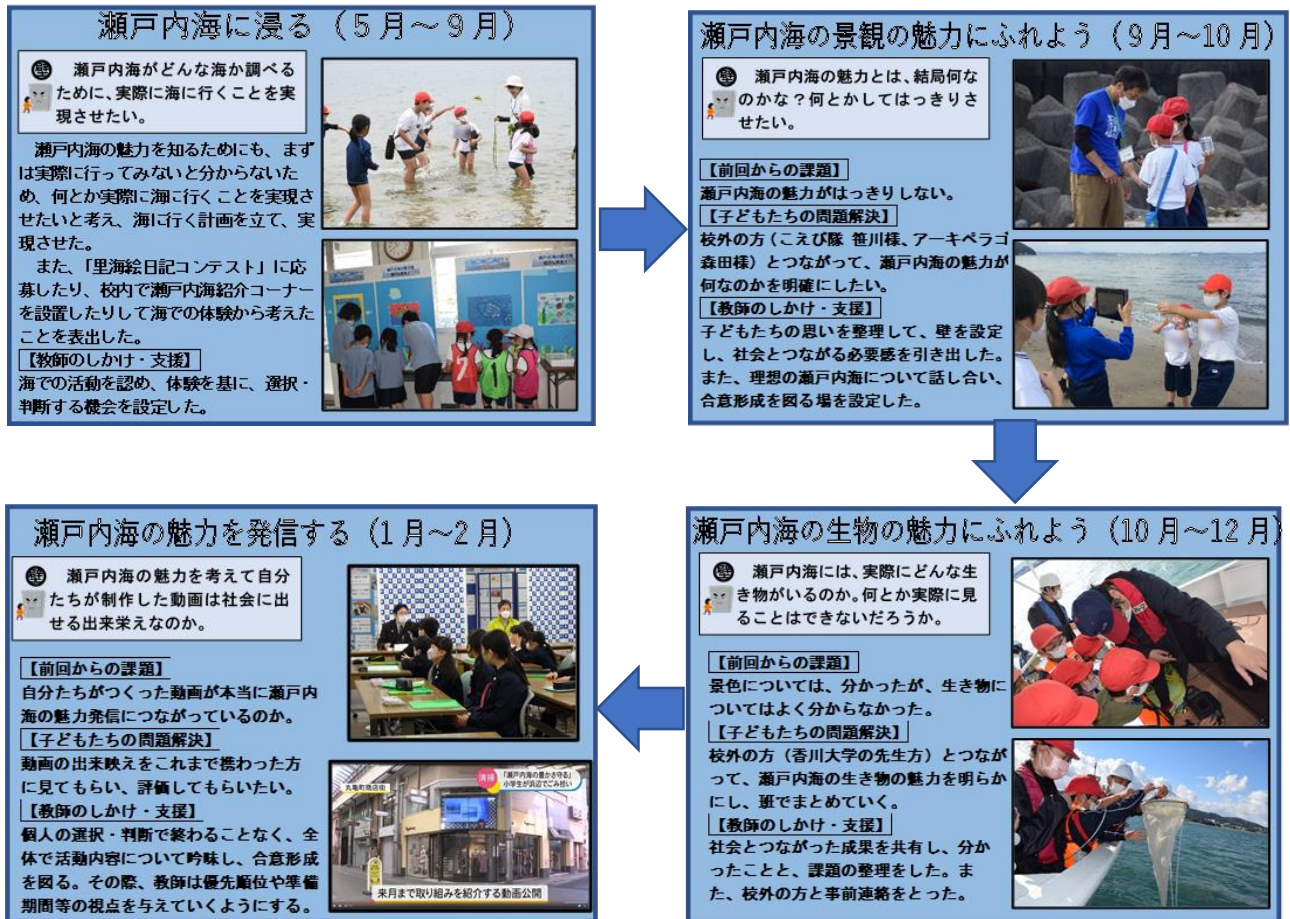 瀬戸内海に浸る（５月～９月）
壁　瀬戸内海がどんな海か調べる
ために、実際に海に行くことを実
現させたい。
　瀬戸内海の魅力を知るためにも、まず
は実際に行ってみないと分からないた
め、何とか実際に海に行くことを実現さ
せたいと考え、海に行く計画を立て、実
現させた。
　また、「里海絵日記コンテスト」に応
募したり、校内で瀬戸内海紹介コーナー
を設置したりして海での体験から考えた
ことを表出した。
【教師のしかけ・支援】
海での活動を認め、体験を基に、選択・
判断する機会を設定した。
瀬戸内海の景観の魅力にふれよう（９月～10 月）
壁　瀬戸内海の魅力とは、結局何な
のかな？何とかしてはっきりさ
せたい。
【前回からの課題】
瀬戸内海の魅力がはっきりしない。
【子どもたちの問題解決】
校外の方（こえび隊 笹川様、アーキペラゴ
森田様）とつながって、瀬戸内海の魅力が
何なのかを明確にしたい。
【教師のしかけ・支援】
子どもたちの思いを整理して、壁を設定
し、社会とつながる必要感を引き出した。
また、理想の瀬戸内海について話し合い、
合意形成を図る場を設定した。
瀬戸内海の生物の魅力にふれよう（10 月～12 月）
壁　瀬戸内海には、実際にどんな生
き物がいるのか。何とか実際に見
ることはできないだろうか。
【前回からの課題】
景色については、分かったが、生き物に
ついてはよく分からなかった。
【子どもたちの問題解決】
校外の方（香川大学の先生方）とつなが
って、瀬戸内海の生き物の魅力を明らか
にし、班でまとめていく。
【教師のしかけ・支援】
社会とつながった成果を共有し、分か
ったことと、課題の整理をした。ま
た、校外の方と事前連絡をとった。
瀬戸内海の魅力を発信する（１月～２月）
壁　瀬戸内海の魅力を考えて自分
たちが制作した動画は社会に出
せる出来栄えなのか。
【前回からの課題】
自分たちがつくった動画が本当に瀬戸内
海の魅力発信につながっているのか。
【子どもたちの問題解決】
動画の出来映えをこれまで携わった方
に見てもらい、評価してもらいたい。
【教師のしかけ・支援】
個人の選択・判断で終わることなく、全
体で活動内容について吟味し、合意形成
を図る。その際、教師は優先順位や準備
期間等の視点を与えていくようにする。
丸亀町商店街
清掃
「瀬戸内海の豊かさ守る」
小学生が浜辺でごみ拾い
来月まで取り組みを紹介する動画公開